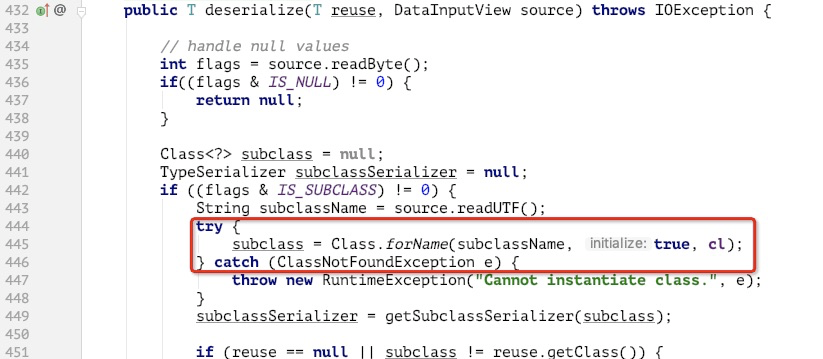 432 @ public T deserialize(T reuse, DataInputView source) throws IOException {
433
434 // handle null values
435 int flags = source.readByte();
436 if((flags & IS_NULL) != 0) {
437 return null;
438 }
439
440 Class<?> subclass = null;
441 TypeSerializer subclassSerializer = null;
442 if ((flags & IS_SUBCLASS) != 0) {
443 String subclassName = source.readUTF();
444 try {
445 subclass = Class.forName(subclassName, initialize: true, cl);
446 } catch (ClassNotFoundException e) {
447 throw new RuntimeException("Cannot instantiate class.", e);
448 }
449 subclassSerializer = getSubclassSerializer(subclass);
450
451 if (reuse == null || subclass != reuse.getClass()) {